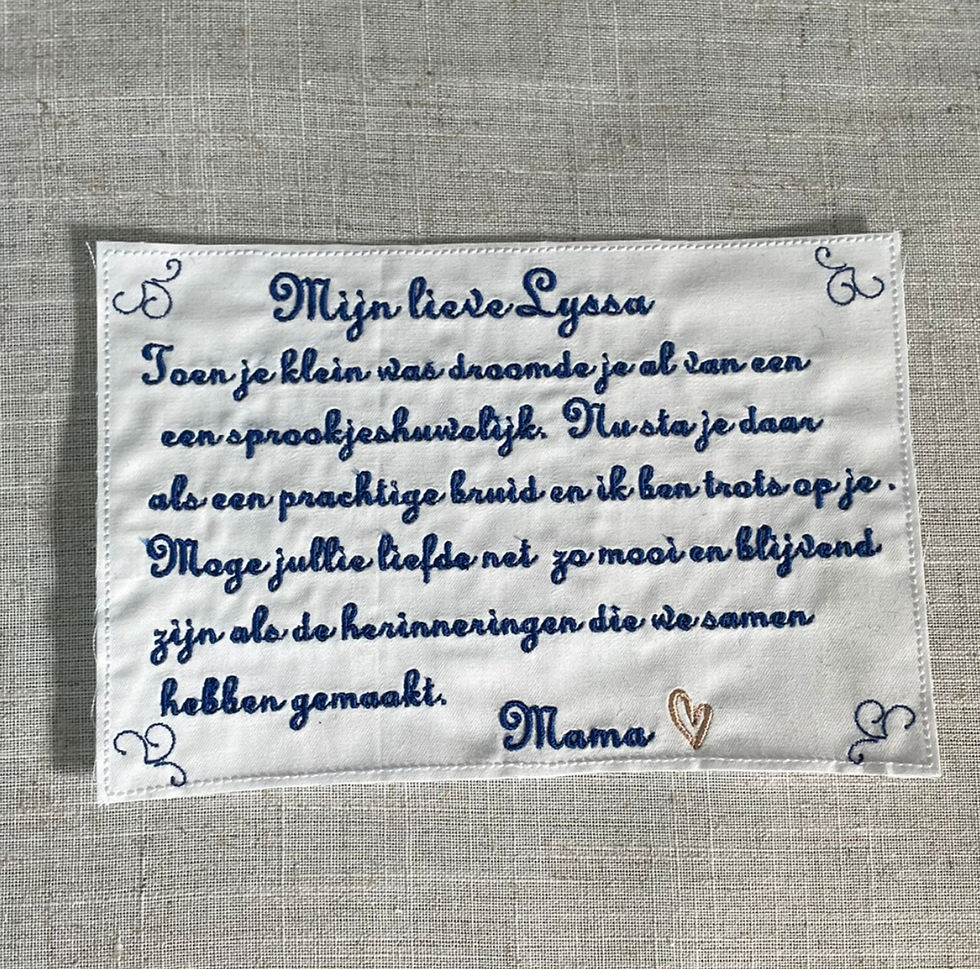 Mijn lieve Lyssa
Toen je klein was droomde je al van een
een sprookjeshuwelijk. Nu sta je daar
als een prachtige bruid en ik ben trots op je .
Moge jullie liefde net zo mooi en blijvend
zijn als de herinneringen die we samen
hebben gemaakt.
Mama